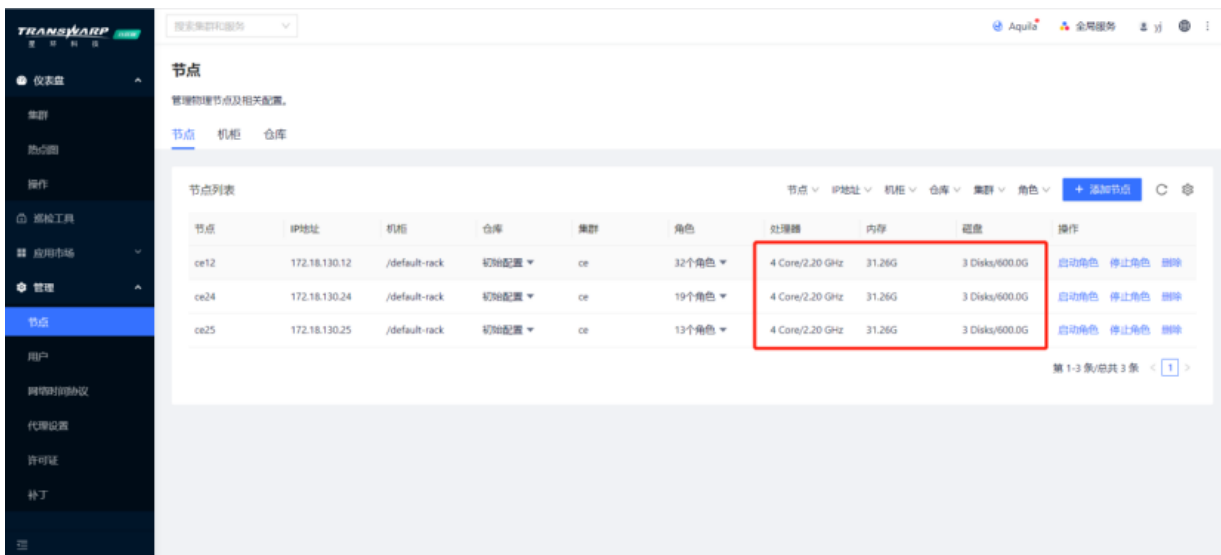 TRANSWARP
星环科技
搜索集群和服务
Aquila
全局服务
yj
仪表盘
集群
热点图
操作
巡检工具
应用市场
管理
节点
用户
网络时间协议
代理设置
许可证
补丁
节点
管理物理节点及相关配置。
节点 机柜 仓库
节点列表
节点 IP地址 机柜 仓库 集群 角色 + 添加节点
节点 IP地址 机柜 仓库 集群 角色 处理器 内存 磁盘 操作
ce12 172.18.130.12 /default-rack 初始配置 ce 32个角色 4 Core/2.20 GHz 31.26G 3 Disks/600.0G 启动角色 停止角色 删除
ce24 172.18.130.24 /default-rack 初始配置 ce 19个角色 4 Core/2.20 GHz 31.26G 3 Disks/600.0G 启动角色 停止角色 删除
ce25 172.18.130.25 /default-rack 初始配置 ce 13个角色 4 Core/2.20 GHz 31.26G 3 Disks/600.0G 启动角色 停止角色 删除
第 1-3 条/总共 3 条 < 1 >